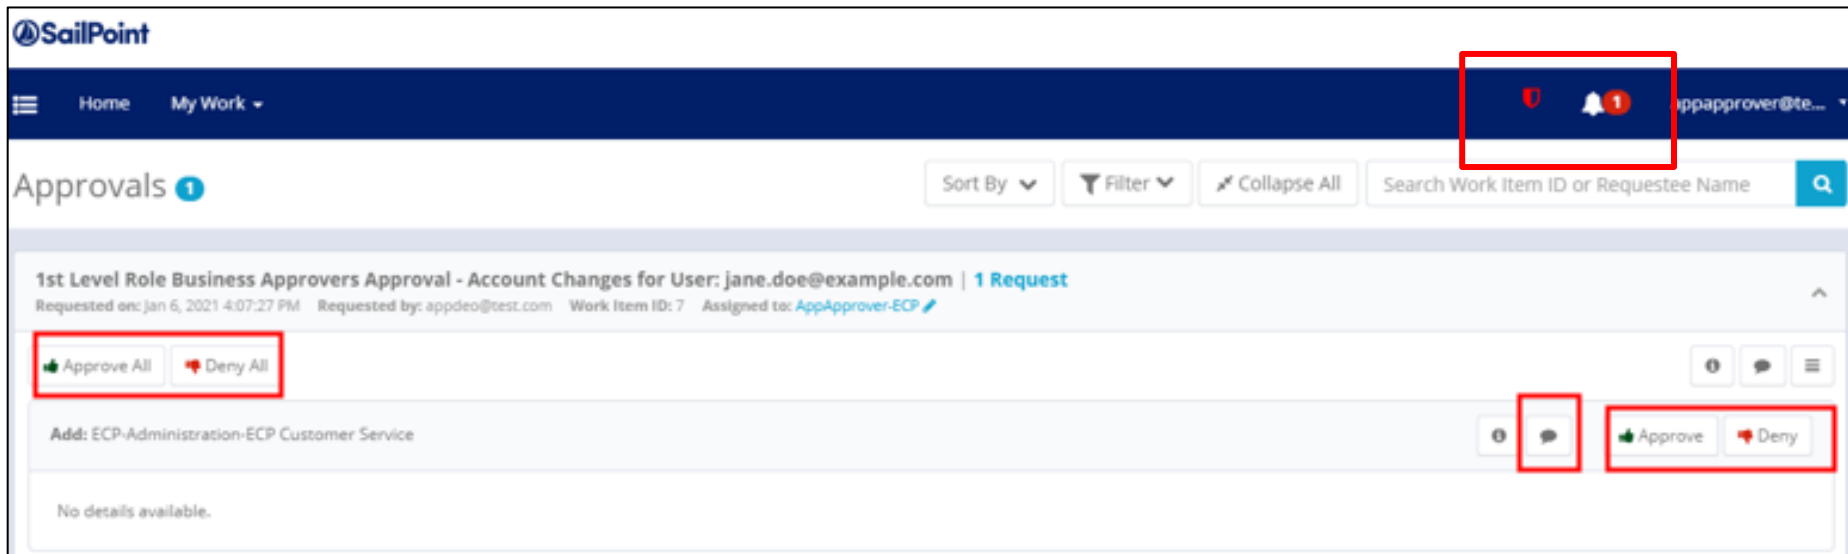 SailPoint
Home My Work 1 appapprover@te...
Approvals 1 Sort By Filter Collapse All Search Work Item ID or Requestee Name
1st Level Role Business Approvers Approval - Account Changes for User: jane.doe@example.com | 1 Request
Requested on: Jan 6, 2021 4:07:27 PM Requested by: appdeo@test.com Work Item ID: 7 Assigned to: AppApprover-ECP
Approve All Deny All
Add: ECP-Administration-ECP Customer Service Approve Deny
No details available.